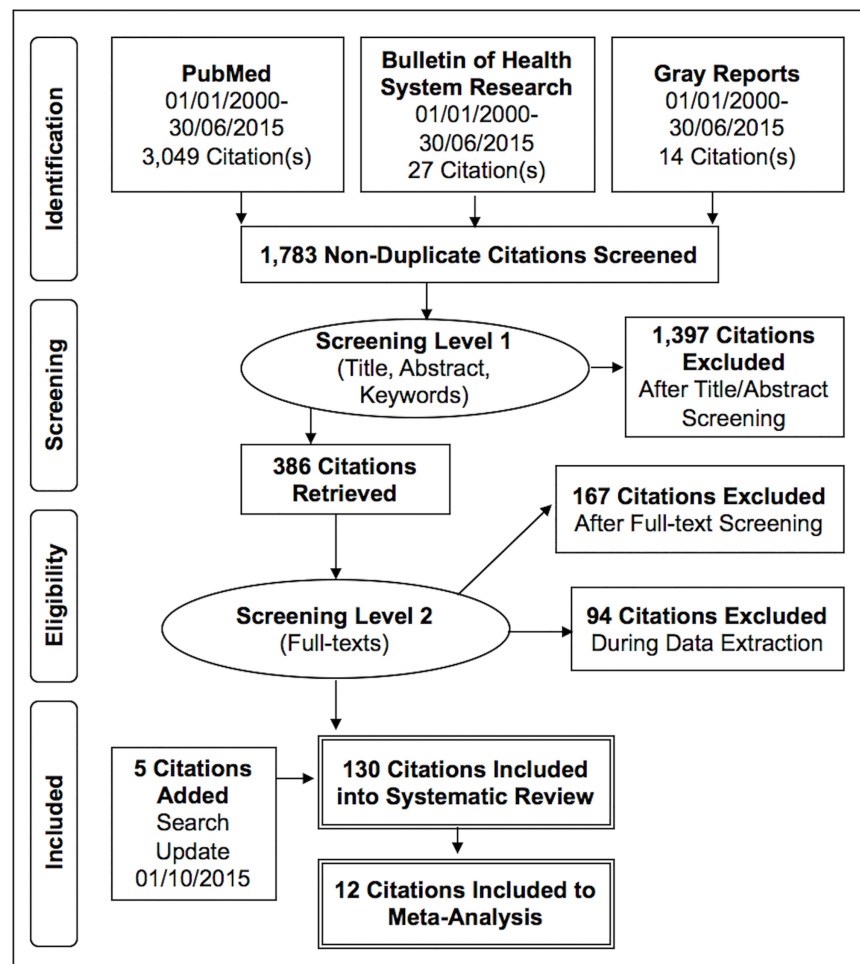 Identification
PubMed
01/01/2000-
30/06/2015
3,049 Citation(s)
Bulletin of Health
System Research
01/01/2000-
30/06/2015
27 Citation(s)
Gray Reports
01/01/2000-
30/06/2015
14 Citation(s)
1,783 Non-Duplicate Citations Screened
Screening
Screening Level 1
(Title, Abstract,
Keywords)
1,397 Citations
Excluded
After Title/Abstract
Screening
386 Citations
Retrieved
Eligibility
167 Citations Excluded
After Full-text Screening
Screening Level 2
(Full-texts)
94 Citations Excluded
During Data Extraction
Included
5 Citations
Added
Search
Update
01/10/2015
130 Citations Included
into Systematic Review
12 Citations Included to
Meta-Analysis